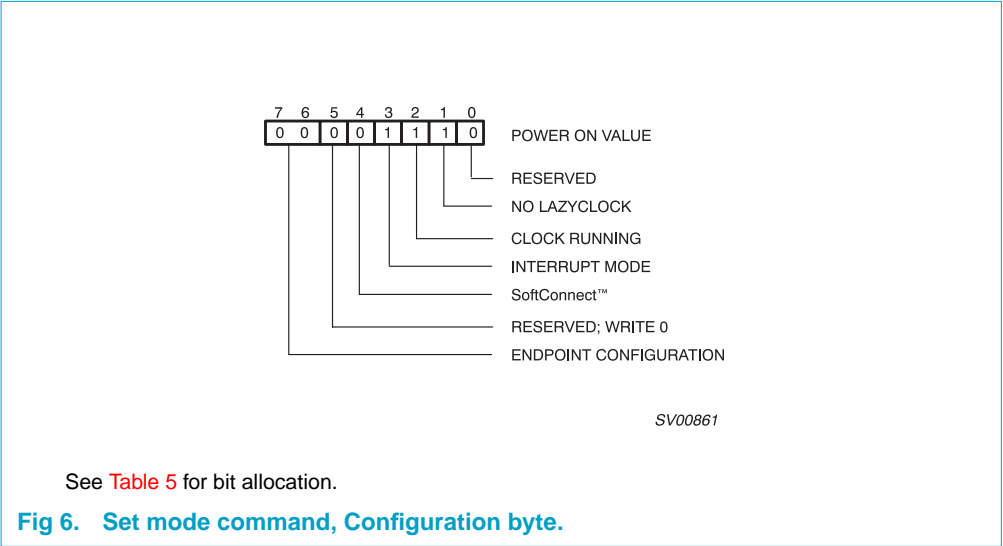 7 6 5 4 3 2 1 0
0 0 0 0 1 1 1 0 POWER ON VALUE
RESERVED
NO LAZYCLOCK
CLOCK RUNNING
INTERRUPT MODE
SoftConnect™
RESERVED; WRITE 0
ENDPOINT CONFIGURATION
SV00861
See Table 5 for bit allocation.
Fig 6. Set mode command, Configuration byte.